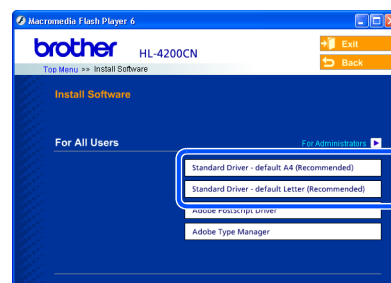 Macromedia Flash Player 6
brother HL-4200CN
Exit
Back
Top Menu >> Install Software
Install Software
For All Users
For Administrators
Standard Driver - default A4 (Recommended)
Standard Driver - default Letter (Recommended)
Adobe PostScript Driver
Adobe Type Manager